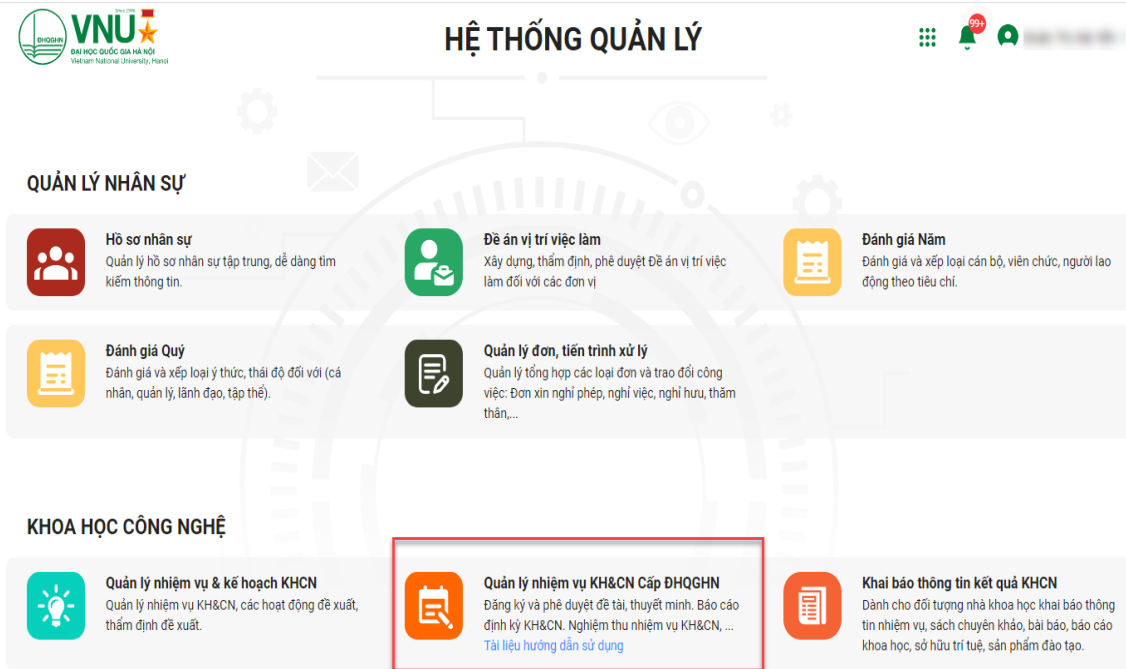 Since 1906
ĐHQGHN
VNU
ĐẠI HỌC QUỐC GIA HÀ NỘI
Vietnam National University, Hanoi
HỆ THỐNG QUẢN LÝ
99+
QUẢN LÝ NHÂN SỰ
Hồ sơ nhân sự
Quản lý hồ sơ nhân sự tập trung, dễ dàng tìm
kiếm thông tin.
Đề án vị trí việc làm
Xây dựng, thẩm định, phê duyệt Đề án vị trí việc
làm đối với các đơn vị
Đánh giá Năm
Đánh giá và xếp loại cán bộ, viên chức, người lao
động theo tiêu chí.
Đánh giá Quý
Đánh giá và xếp loại ý thức, thái độ đối với (cá
nhân, quản lý, lãnh đạo, tập thể).
Quản lý đơn, tiến trình xử lý
Quản lý tổng hợp các loại đơn và trao đổi công
việc: Đơn xin nghỉ phép, nghỉ việc, nghỉ hưu, thăm
thân,...
KHOA HỌC CÔNG NGHỆ
Quản lý nhiệm vụ & kế hoạch KHCN
Quản lý nhiệm vụ KH&CN, các hoạt động đề xuất,
thẩm định đề xuất.
Quản lý nhiệm vụ KH&CN Cấp ĐHQGHN
Đăng ký và phê duyệt đề tài, thuyết minh. Báo cáo
định kỳ KH&CN. Nghiệm thu nhiệm vụ KH&CN, ...
Tài liệu hướng dẫn sử dụng
Khai báo thông tin kết quả KHCN
Dành cho đối tượng nhà khoa học khai báo thông
tin nhiệm vụ, sách chuyên khảo, bài báo, báo cáo
khoa học, sở hữu trí tuệ, sản phẩm đào tạo.